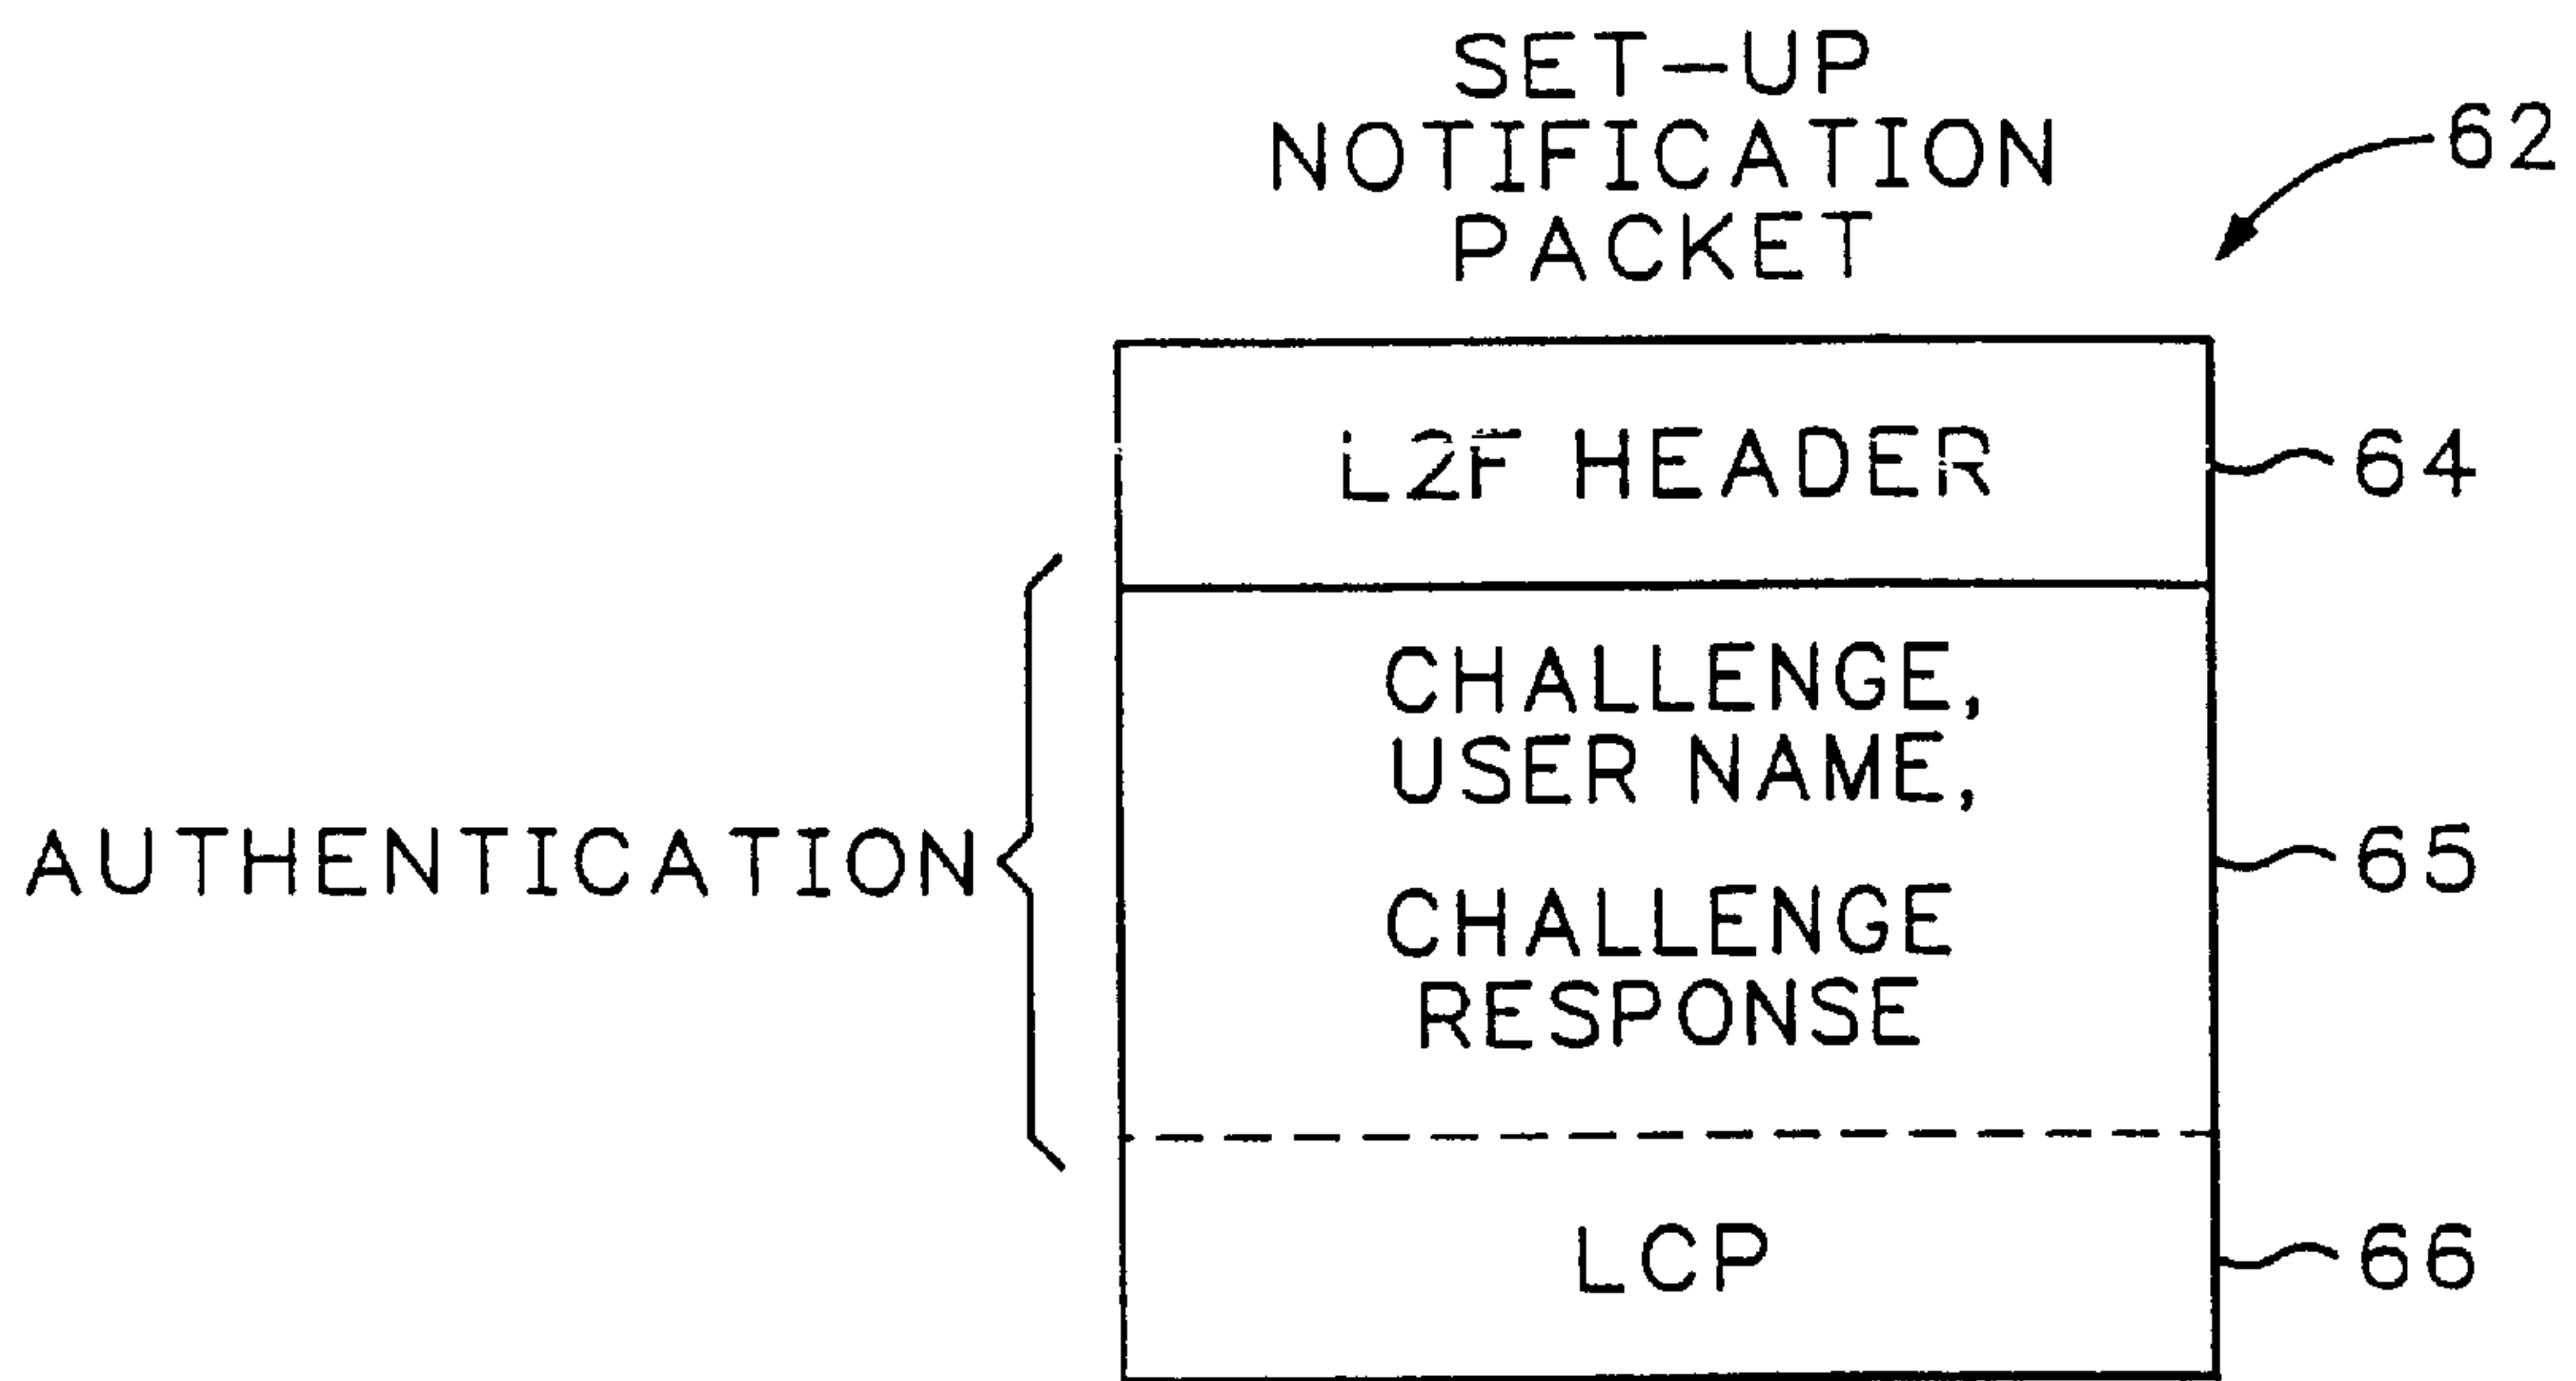 SET-UP
NOTIFICATION
PACKET
62
L2F HEADER
64
AUTHENTICATION
CHALLENGE,
USER NAME,
CHALLENGE
RESPONSE
65
LCP
66